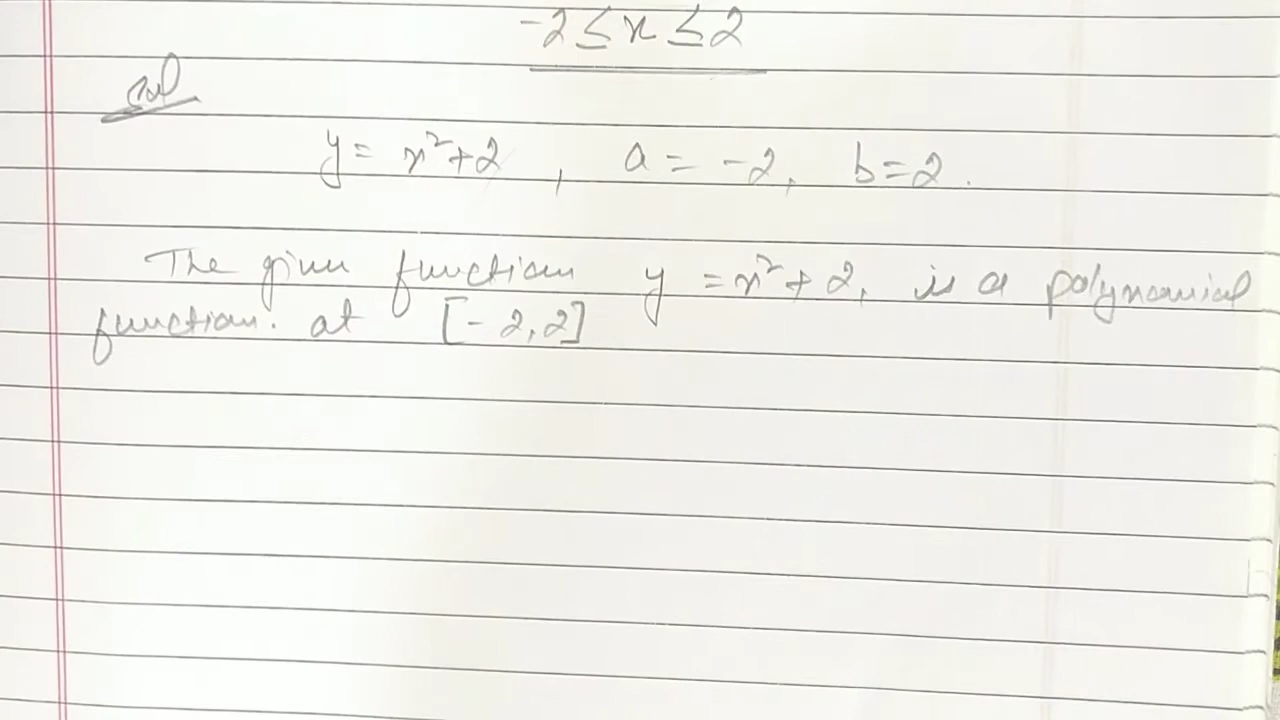 -2 ≤ x ≤ 2
Sol
y = x²+2, a = -2, b=2.
The given function y = x²+2, is a polynomial
function. at [-2,2]